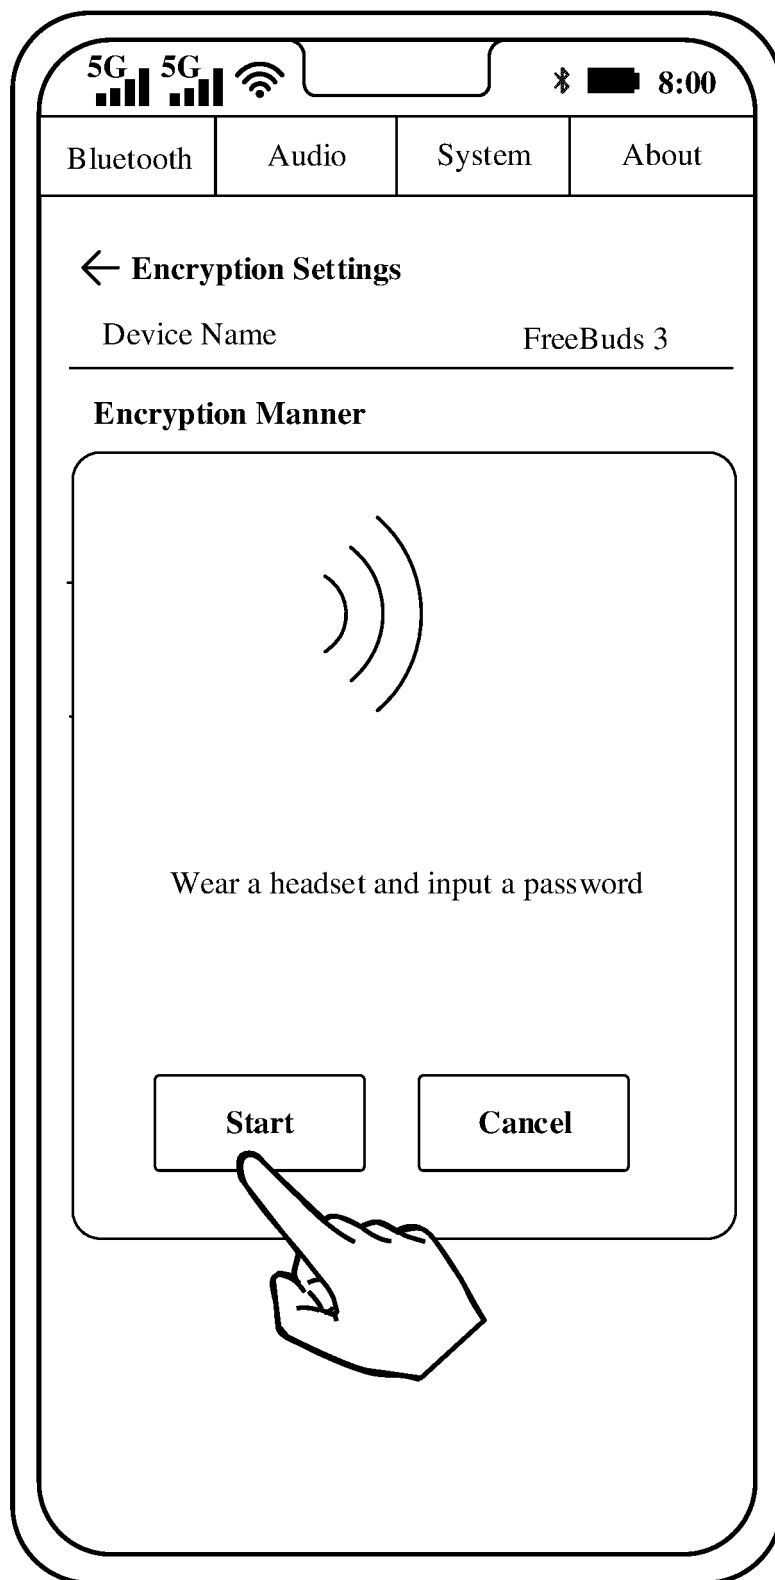 5G 5G 8:00
Bluetooth Audio System About
Encryption Settings
Device Name FreeBuds 3
Encryption Manner
Wear a headset and input a password
Start Cancel